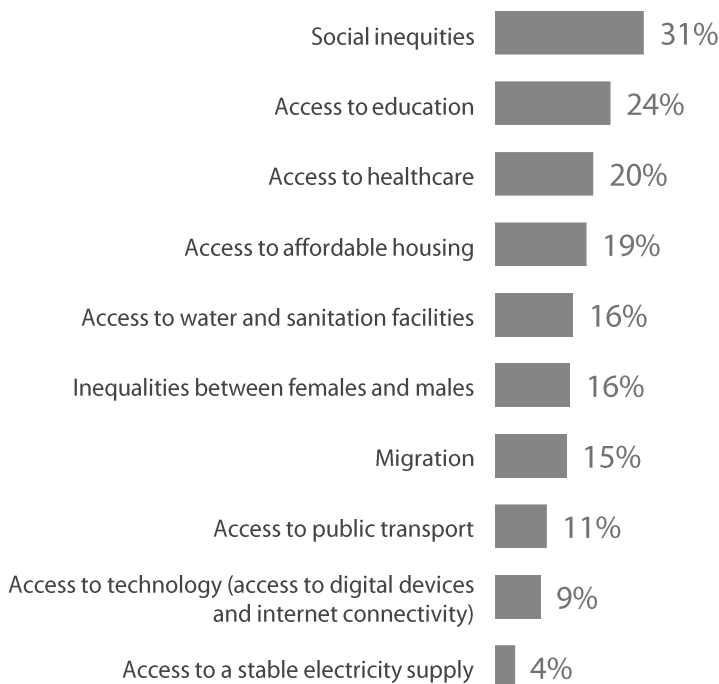 Social inequities 31%
Access to education 24%
Access to healthcare 20%
Access to affordable housing 19%
Access to water and sanitation facilities 16%
Inequalities between females and males 16%
Migration 15%
Access to public transport 11%
Access to technology (access to digital devices
and internet connectivity) 9%
Access to a stable electricity supply 4%